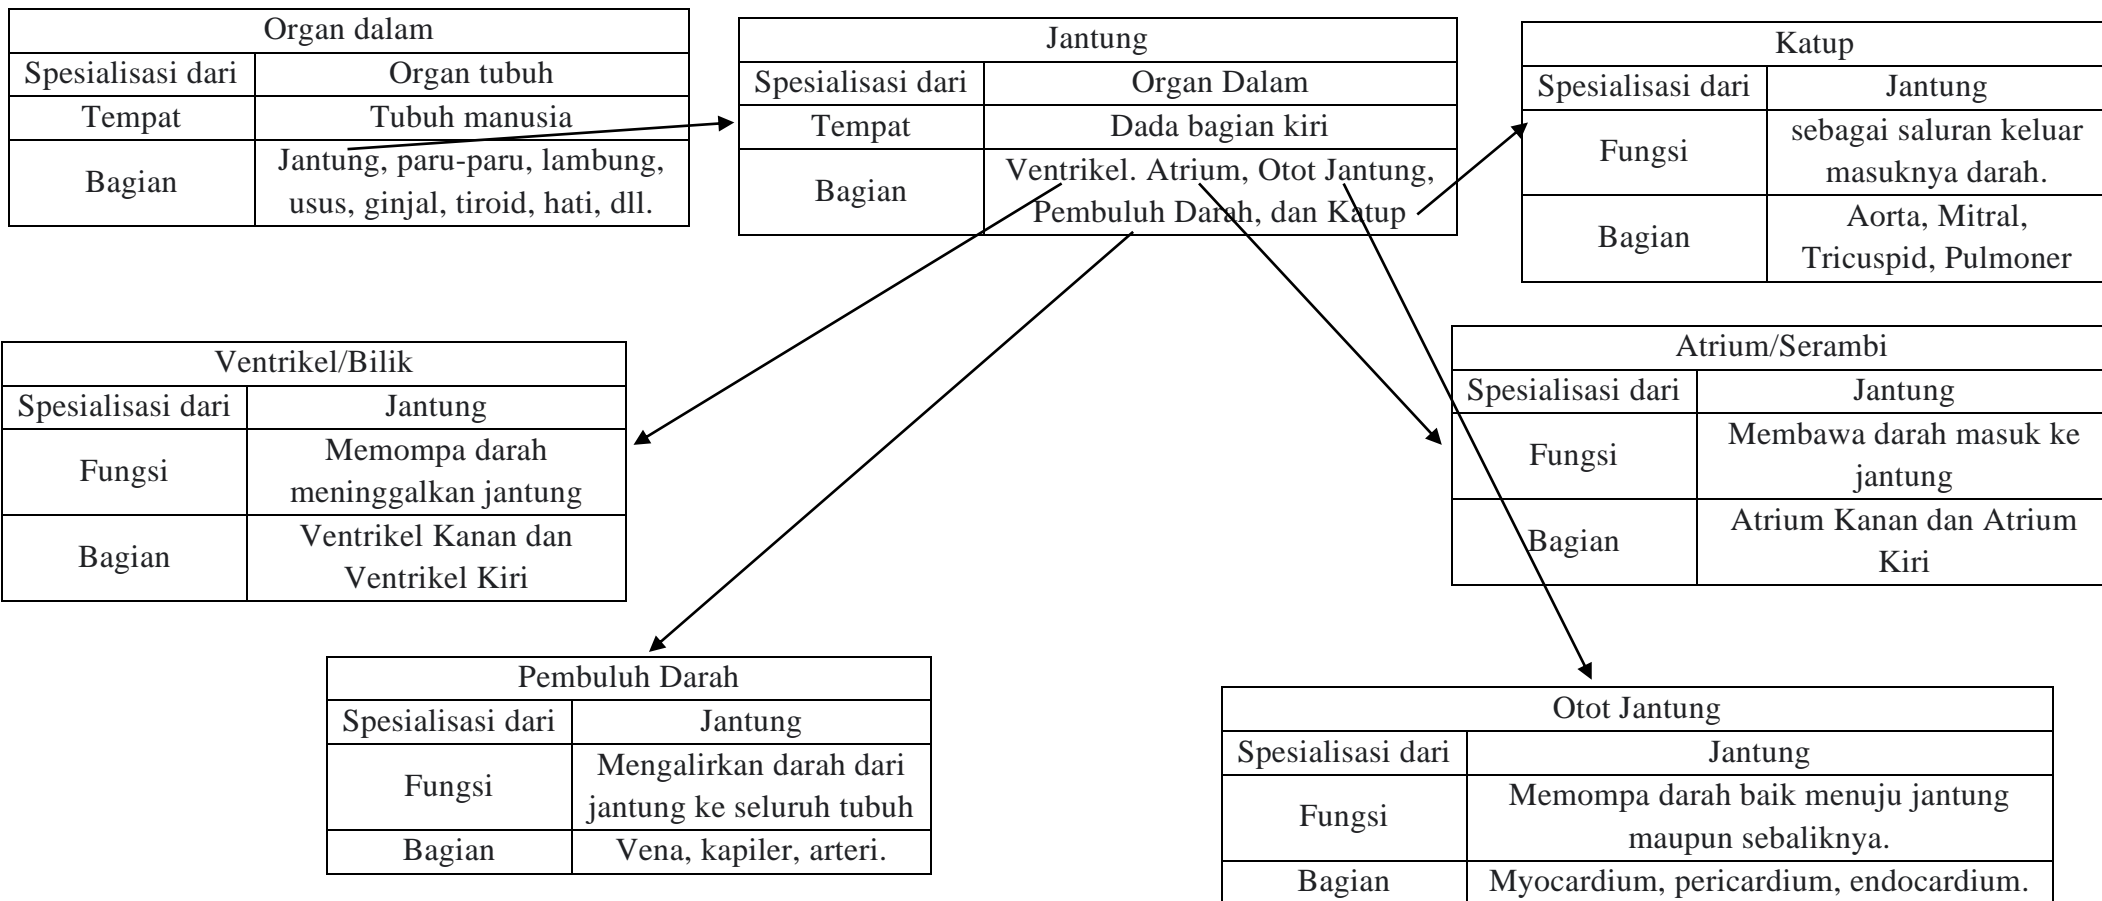 Organ dalam
Spesialisasi dari Organ tubuh
Tempat Tubuh manusia
Bagian Jantung, paru-paru, lambung,
usus, ginjal, tiroid, hati, dll.
Jantung
Spesialisasi dari Organ Dalam
Tempat Dada bagian kiri
Bagian Ventrikel. Atrium, Otot Jantung,
Pembuluh Darah, dan Katup
Katup
Spesialisasi dari Jantung
Fungsi sebagai saluran keluar
masuknya darah.
Bagian Aorta, Mitral,
Tricuspid, Pulmoner
Ventrikel/Bilik
Spesialisasi dari Jantung
Fungsi Memompa darah
meninggalkan jantung
Bagian Ventrikel Kanan dan
Ventrikel Kiri
Atrium/Serambi
Spesialisasi dari Jantung
Fungsi Membawa darah masuk ke
jantung
Bagian Atrium Kanan dan Atrium
Kiri
Pembuluh Darah
Spesialisasi dari Jantung
Fungsi Mengalirkan darah dari
jantung ke seluruh tubuh
Bagian Vena, kapiler, arteri.
Otot Jantung
Spesialisasi dari Jantung
Fungsi Memompa darah baik menuju jantung
maupun sebaliknya.
Bagian Myocardium, pericardium, endocardium.